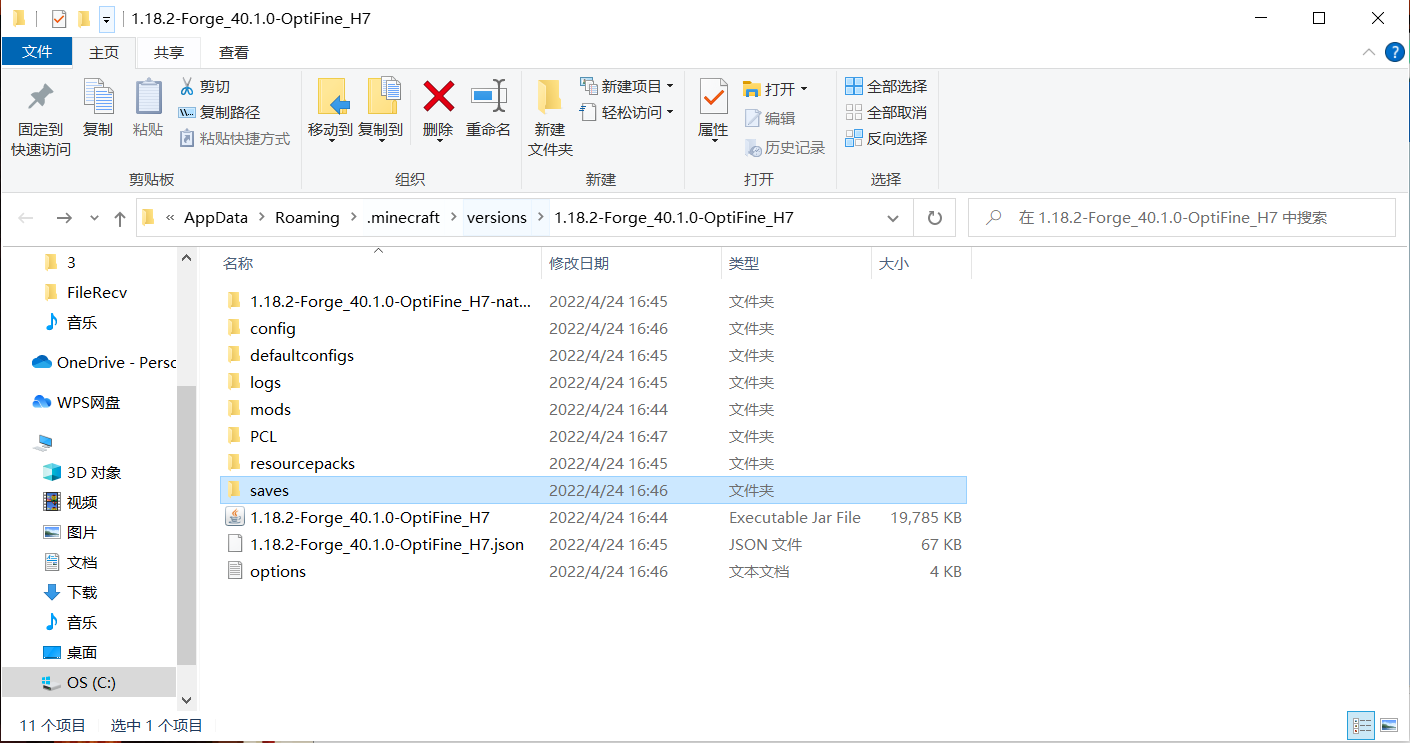 1.18.2-Forge_40.1.0-OptiFine_H7
文件 主页 共享 查看
固定到快速访问
复制
粘贴
剪切
复制路径
粘贴快捷方式
剪贴板
移动到
复制到
删除
重命名
组织
新建文件夹
新建项目
轻松访问
新建
属性
打开
编辑
历史记录
打开
全部选择
全部取消
反向选择
选择
« AppData > Roaming > .minecraft > versions > 1.18.2-Forge_40.1.0-OptiFine_H7
在 1.18.2-Forge_40.1.0-OptiFine_H7 中搜索
3
FileRecv
音乐
OneDrive - Persc
WPS网盘
3D 对象
视频
图片
文档
下载
音乐
桌面
OS (C:)
名称 修改日期 类型 大小
1.18.2-Forge_40.1.0-OptiFine_H7-nat... 2022/4/24 16:45 文件夹
config 2022/4/24 16:46 文件夹
defaultconfigs 2022/4/24 16:45 文件夹
logs 2022/4/24 16:45 文件夹
mods 2022/4/24 16:44 文件夹
PCL 2022/4/24 16:47 文件夹
resourcepacks 2022/4/24 16:45 文件夹
saves 2022/4/24 16:46 文件夹
1.18.2-Forge_40.1.0-OptiFine_H7 2022/4/24 16:44 Executable Jar File 19,785 KB
1.18.2-Forge_40.1.0-OptiFine_H7.json 2022/4/24 16:45 JSON 文件 67 KB
options 2022/4/24 16:46 文本文档 4 KB
11 个项目 选中 1 个项目